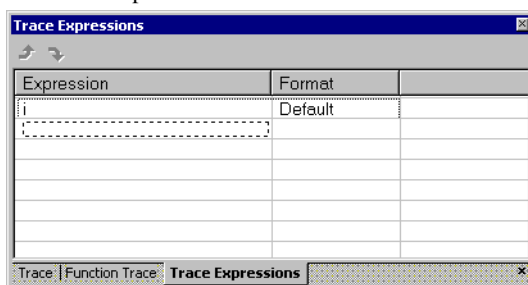 Trace Expressions
Expression Format
i Default
Trace Function Trace Trace Expressions